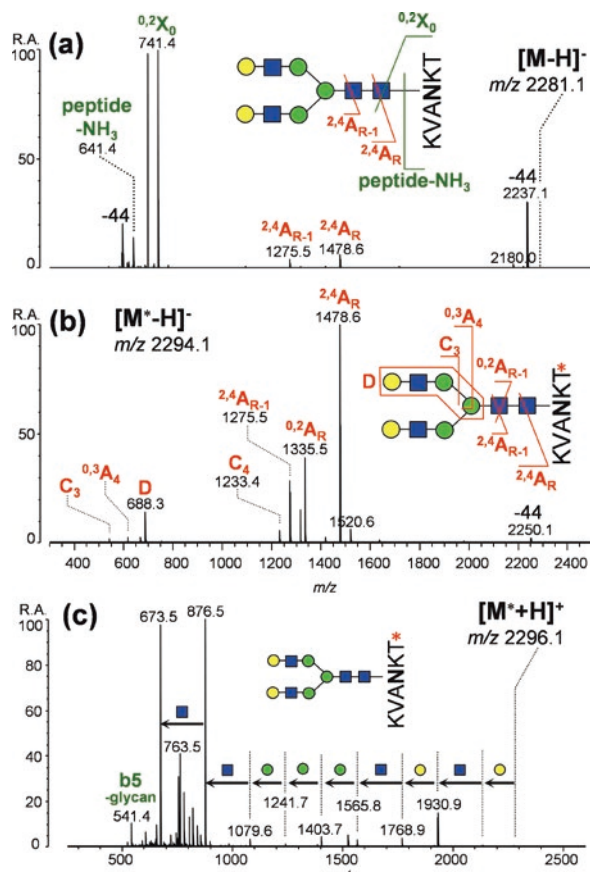 R.A.
(a)
0,2X0
741.4
0,2X0
[M-H]-
m/z 2281.1
peptide
-NH3
641.4
KVANKT
2,4AR-1
2,4AR
peptide-NH3
-44
2237.1
-44
2,4AR-1
1275.5
2,4AR
1478.6
2180.0
100
50
0
R.A.
(b)
[M*-H]-
m/z 2294.1
2,4AR
1478.6
0,3A4
C3
0,2AR-1
D
KVANKT*
2,4AR-1
2,4AR
2,4AR-1
1275.5
0,2AR
1335.5
C4
1233.4
C3
0,3A4
D
688.3
1520.6
-44
2250.1
100
50
0
400 600 800 1000 1200 1400 1600 1800 2000 2200 2400
m/z
R.A.
(c)
673.5
876.5
KVANKT*
[M*+H]+
m/z 2296.1
763.5
b5
-glycan
541.4
1079.6
1241.7
1403.7
1565.8
1768.9
1930.9
100
80
60
40
20
0
500 1000 1500 2000 2500